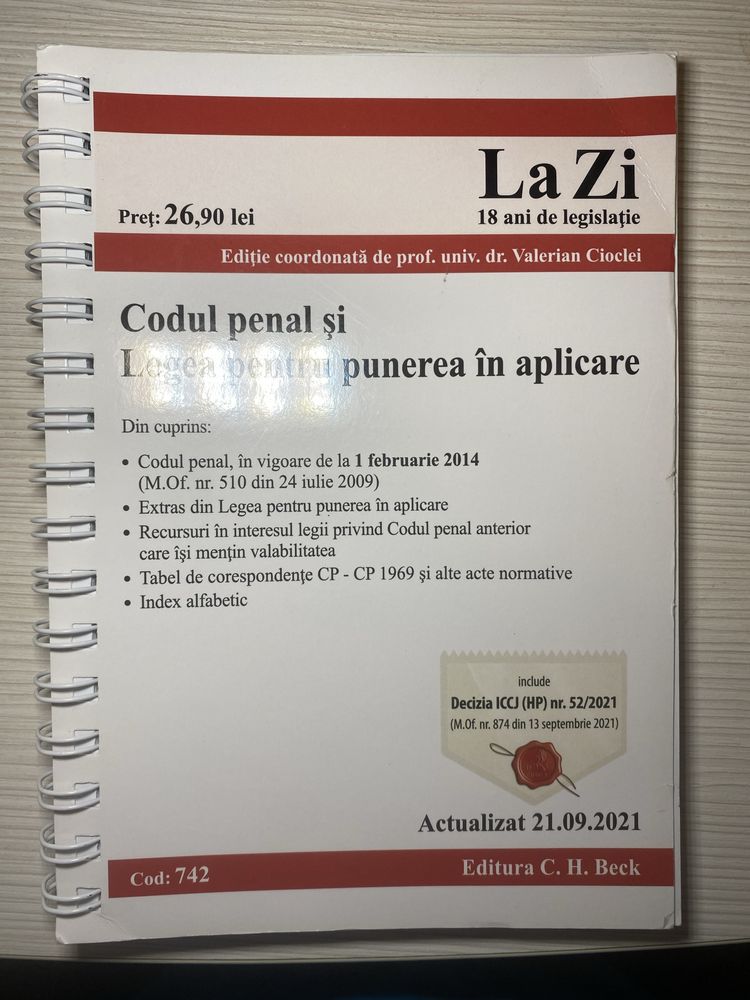 La Zi
Preţ: 26,90 lei
18 ani de legislaţie
Ediţie coordonată de prof. univ. dr. Valerian Cioclei
Codul penal şi
Legea pentru punerea în aplicare
Din cuprins:
• Codul penal, în vigoare de la 1 februarie 2014
(M.Of. nr. 510 din 24 iulie 2009)
• Extras din Legea pentru punerea în aplicare
• Recursuri în interesul legii privind Codul penal anterior
care îşi menţin valabilitatea
• Tabel de corespondenţe CP - CP 1969 şi alte acte normative
• Index alfabetic
include
Decizia ICCJ (HP) nr. 52/2021
(M.Of. nr. 874 din 13 septembrie 2021)
Actualizat 21.09.2021
Cod: 742
Editura C. H. Beck